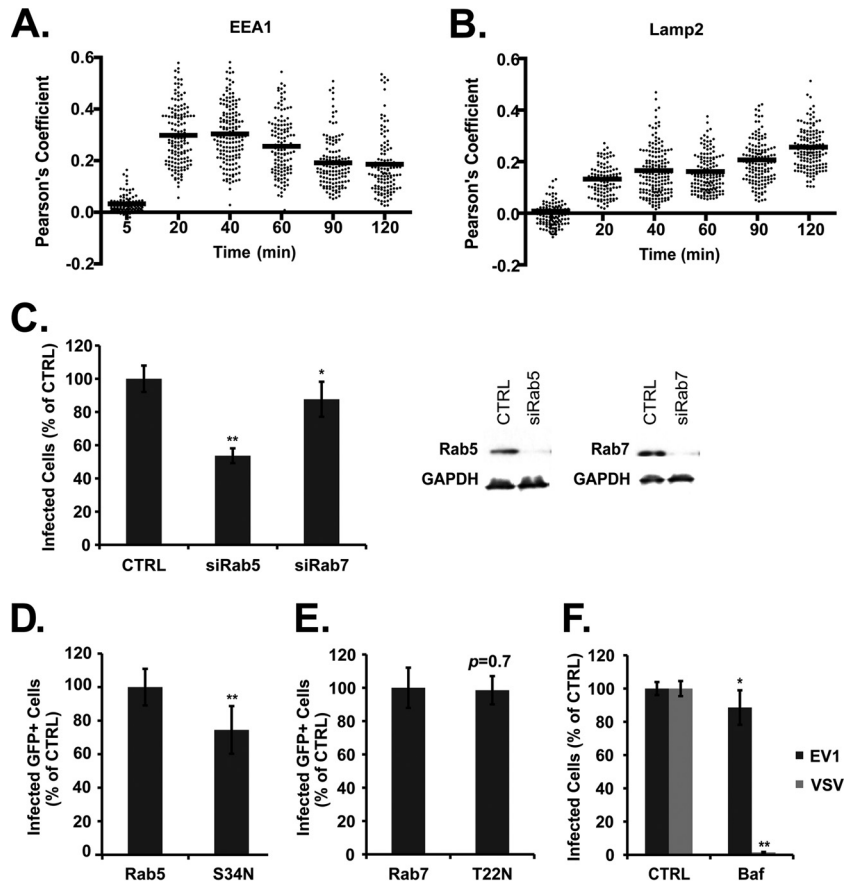 A.
EEA1
Pearson's Coefficient
0.6
0.4
0.2
0.0
-0.2
5 20 40 60 90 120
Time (min)
B.
Lamp2
Pearson's Coefficient
0.6
0.4
0.2
0.0
-0.2
20 40 60 90 120
Time (min)
C.
Infected Cells (% of CTRL)
120
100
80
60
40
20
0
**
*
CTRL siRab5 siRab7
CTRL
siRab5
Rab5
GAPDH
CTRL
siRab7
Rab7
GAPDH
D.
Infected GFP+ Cells
(% of CTRL)
120
100
80
60
40
20
0
**
Rab5 S34N
E.
Infected GFP+ Cells
(% of CTRL)
120
100
80
60
40
20
0
p=0.7
Rab7 T22N
F.
Infected Cells (% of CTRL)
120
100
80
60
40
20
0
*
**
CTRL Baf
EV1
VSV